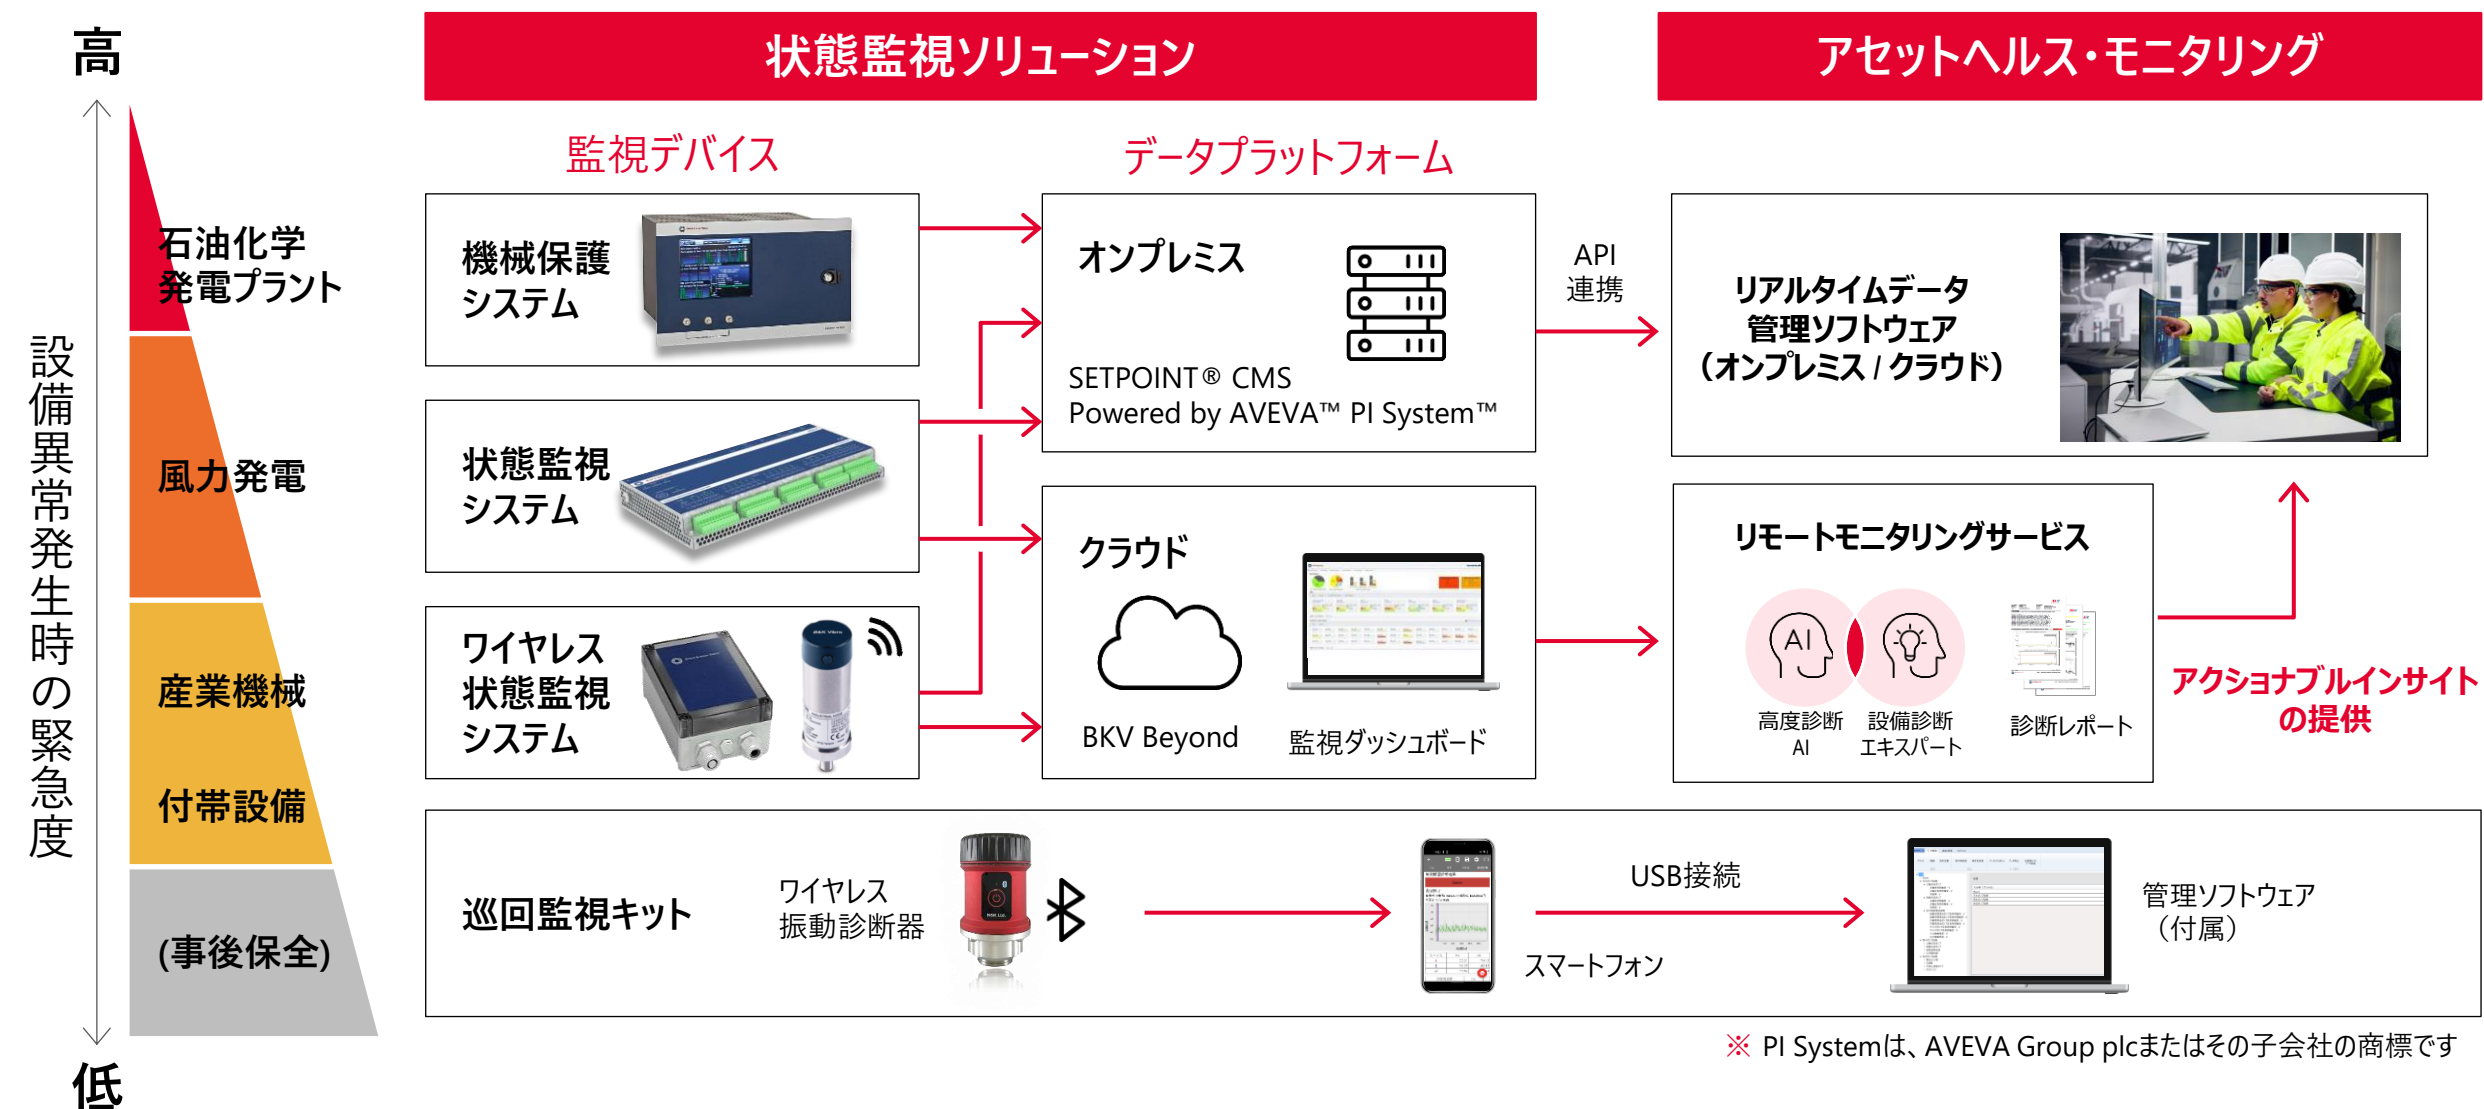 高
設備異常発生時の緊急度
低
石油化学
発電プラント
風力発電
産業機械
付帯設備
(事後保全)
状態監視ソリューション
アセットヘルス・モニタリング
監視デバイス
データプラットフォーム
機械保護
システム
状態監視
システム
ワイヤレス
状態監視
システム
オンプレミス
SETPOINT® CMS
Powered by AVEVA™ PI System™
クラウド
BKV Beyond
監視ダッシュボード
API
連携
リアルタイムデータ
管理ソフトウェア
（オンプレミス / クラウド）
リモートモニタリングサービス
AI
高度診断
AI
設備診断
エキスパート
診断レポート
アクショナブルインサイト
の提供
巡回監視キット
ワイヤレス
振動診断器
スマートフォン
USB接続
管理ソフトウェア
（付属）
※ PI Systemは、AVEVA Group plcまたはその子会社の商標です